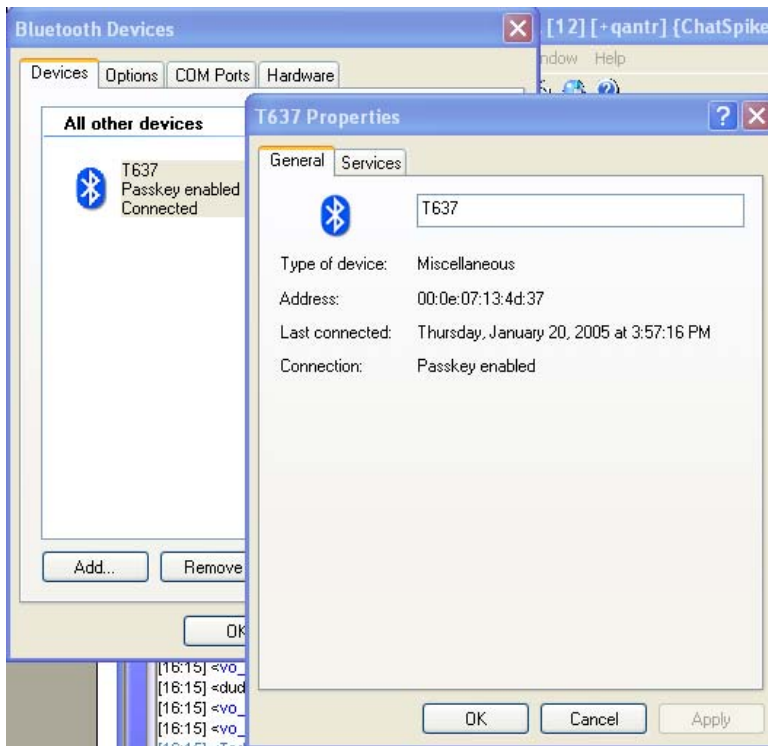 Bluetooth Devices
[12] [+qantr] {ChatSpike
ndow Help
Devices Options COM Ports Hardware
All other devices
T637
Passkey enabled
Connected
Add... Remove
OK
T637 Properties
General Services
T637
Type of device: Miscellaneous
Address: 00:0e:07:13:4d:37
Last connected: Thursday, January 20, 2005 at 3:57:16 PM
Connection: Passkey enabled
OK Cancel Apply
[16:15] <vo_
[16:15] <dud
[16:15] <vo_
[16:15] <vo_